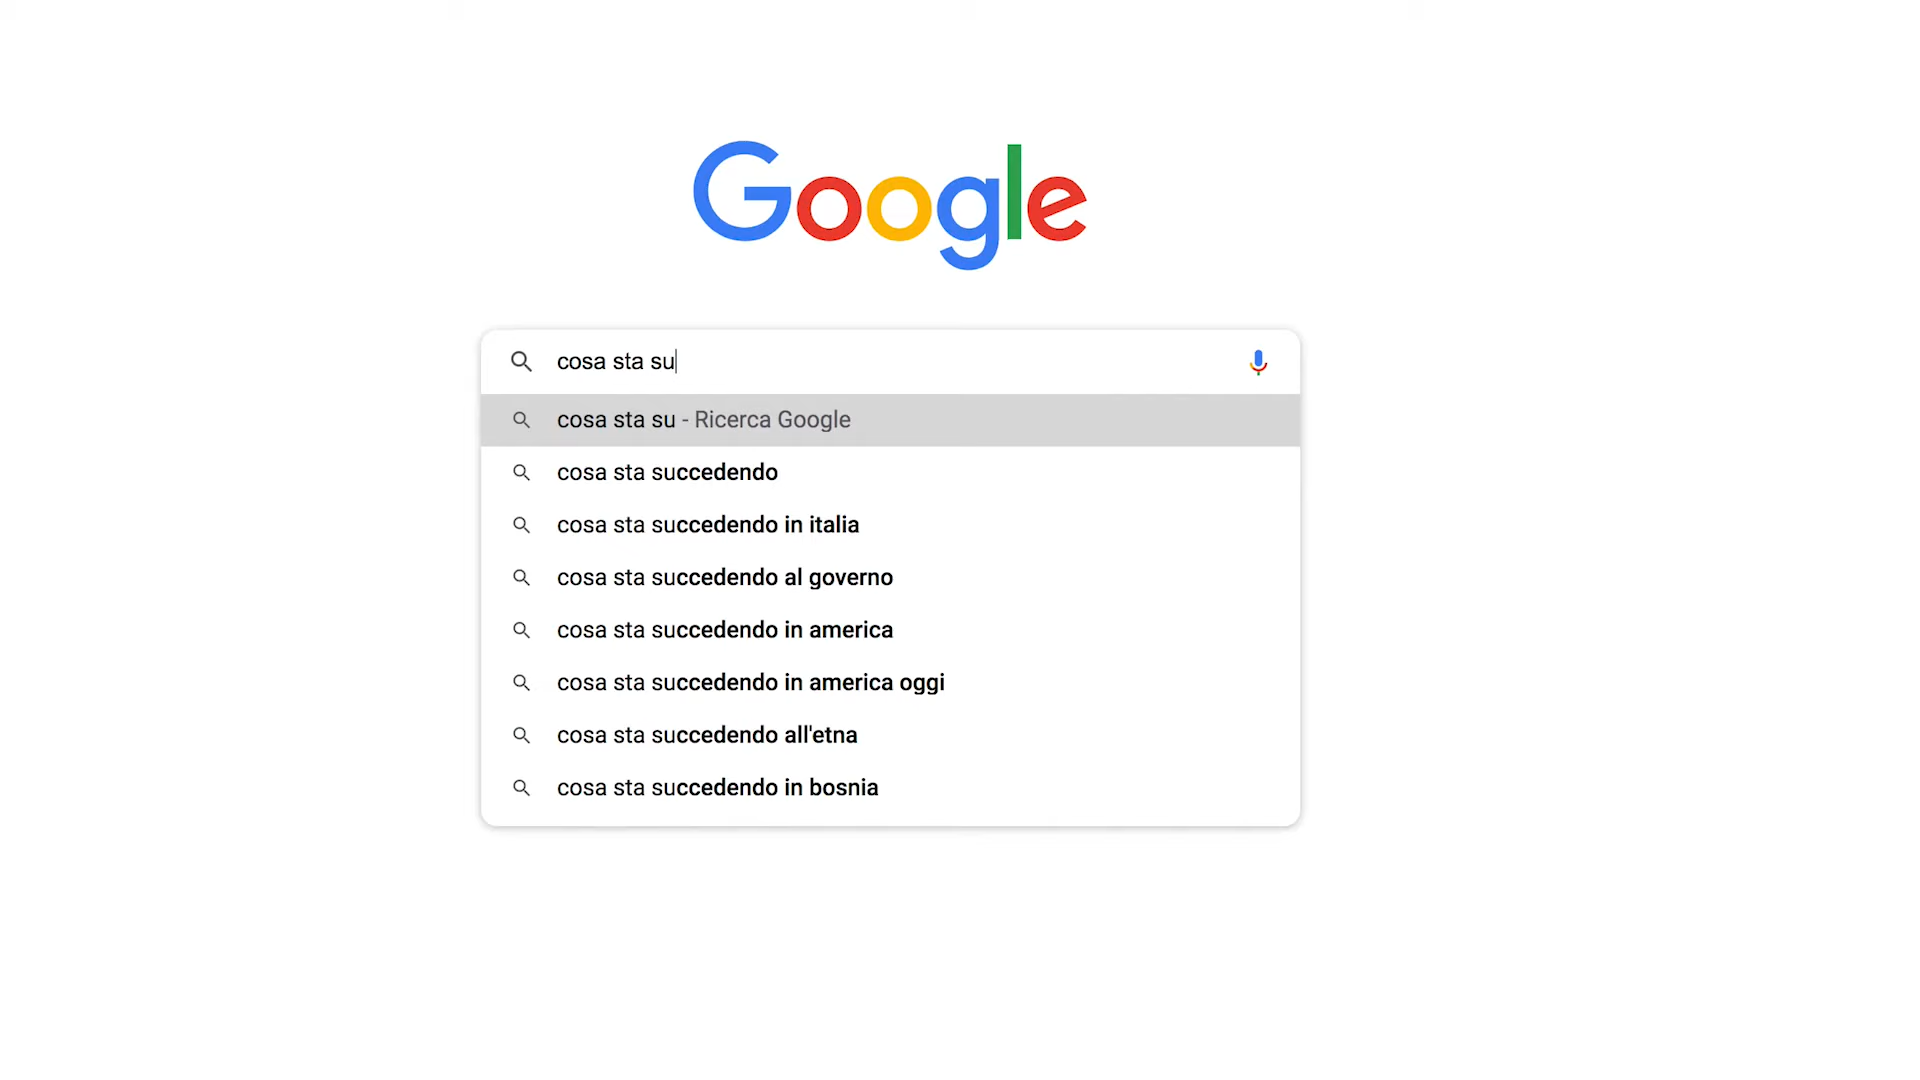 Google
cosa sta su
cosa sta su - Ricerca Google
cosa sta succedendo
cosa sta succedendo in italia
cosa sta succedendo al governo
cosa sta succedendo in america
cosa sta succedendo in america oggi
cosa sta succedendo all'etna
cosa sta succedendo in bosnia